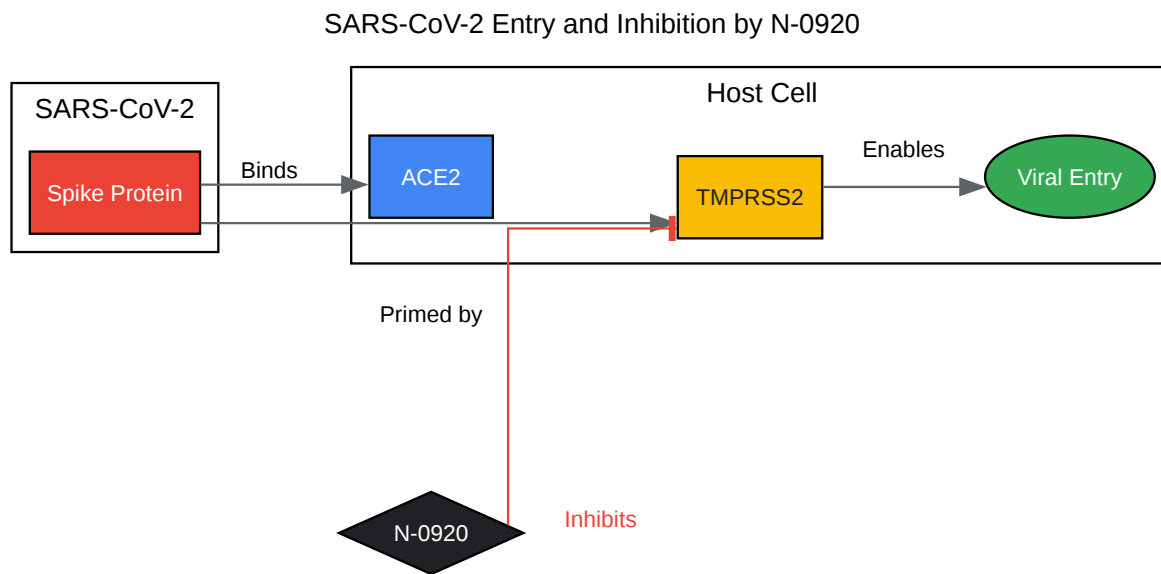 SARS-CoV-2 Entry and Inhibition by N-0920
SARS-CoV-2
Host Cell
Spike Protein
Binds
ACE2
TMPRSS2
Enables
Viral Entry
Primed by
N-0920
Inhibits